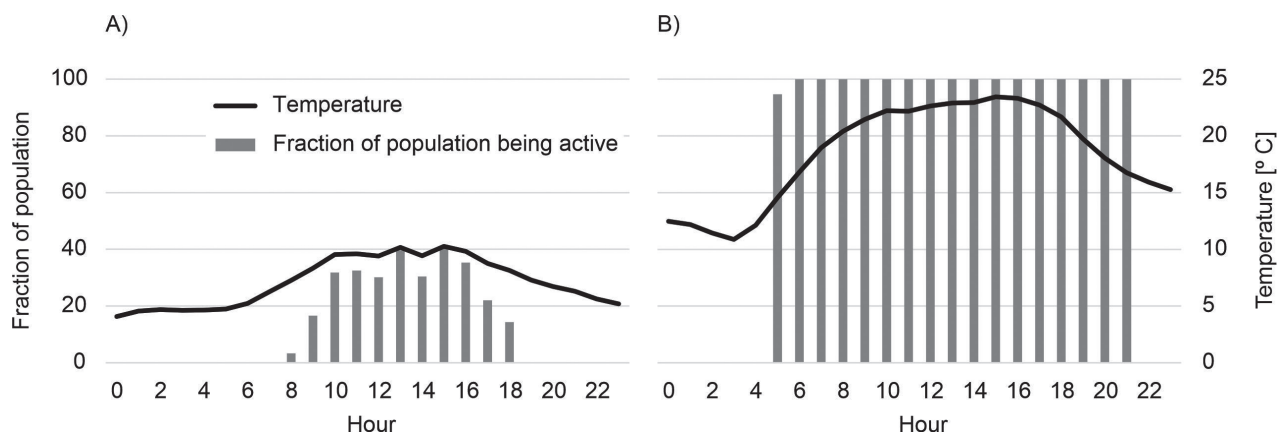 A)
B)
100
80
60
40
20
0
Fraction of population
Temperature
Fraction of population being active
0 2 4 6 8 10 12 14 16 18 20 22
Hour
0 2 4 6 8 10 12 14 16 18 20 22
Hour
25
20
15
10
5
0
Temperature [º C]